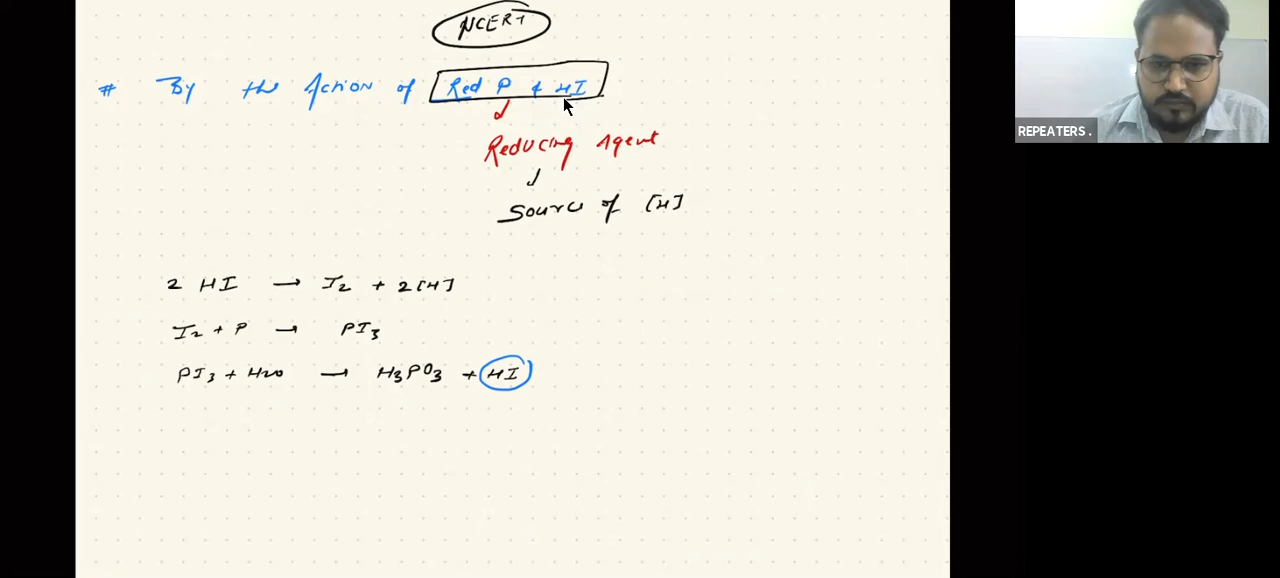 NCERT
# By the Action of Red P & HI
Reducing Agent
Source of [H]
2 HI → I2 + 2[H]
I2 + P → PI3
PI3 + H2O → H3PO3 + HI
REPEATERS .